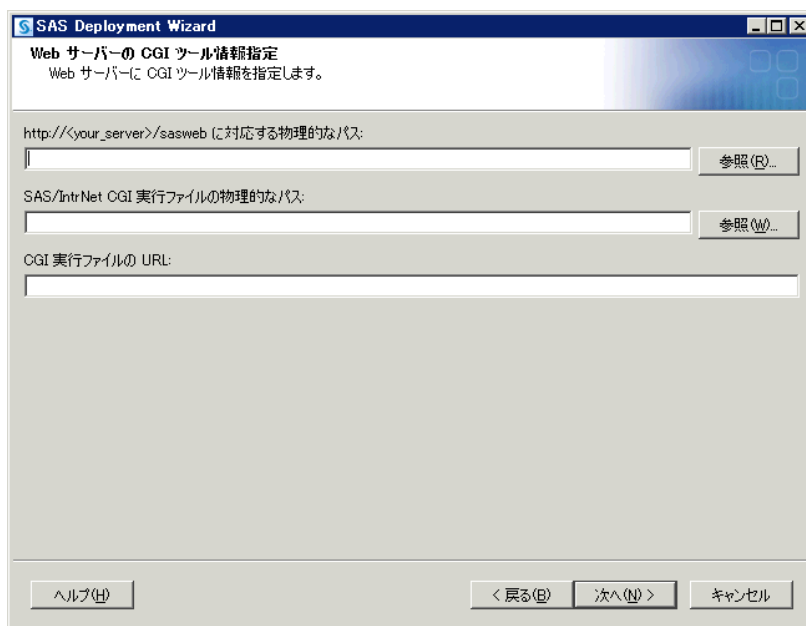 SAS Deployment Wizard
Web サーバーの CGI ツール情報指定
Web サーバーに CGI ツール情報を指定します。
http://<your_server>/sasweb に対応する物理的なパス:
参照(R)...
SAS/IntrNet CGI 実行ファイルの物理的なパス:
参照(W)...
CGI 実行ファイルの URL:
ヘルプ(H)
< 戻る(B)
次へ(N) >
キャンセル